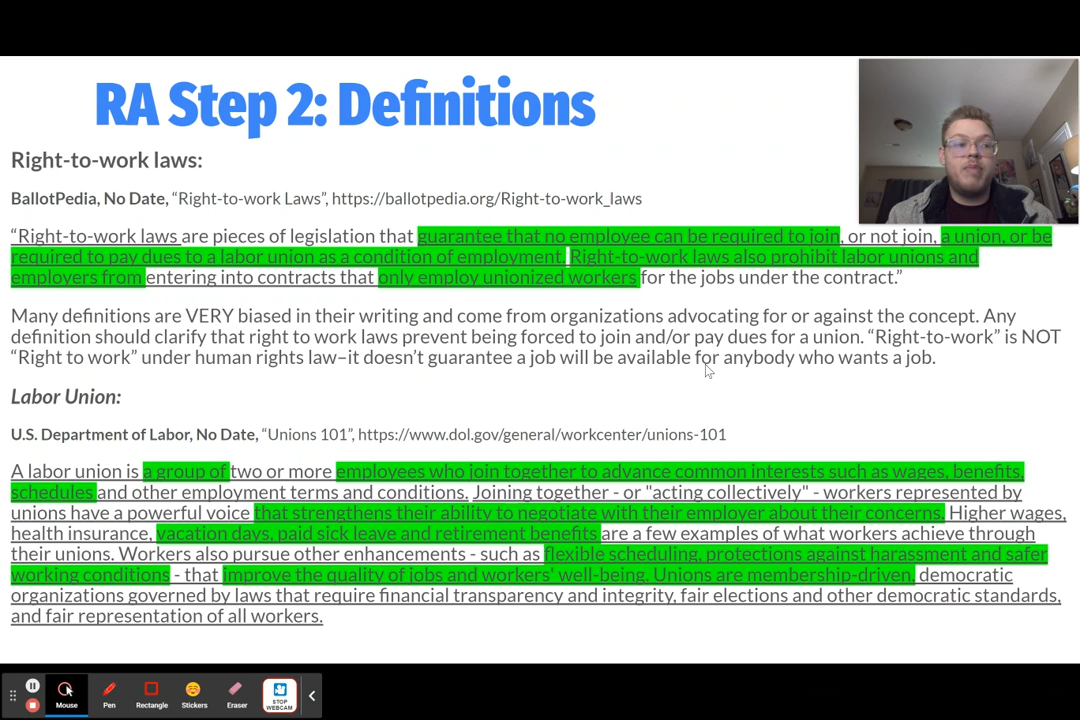 RA Step 2: Definitions
Right-to-work laws:
BallotPedia, No Date, “Right-to-work Laws”, https://ballotpedia.org/Right-to-work_laws
“Right-to-work laws are pieces of legislation that guarantee that no employee can be required to join, or not join, a union, or be
required to pay dues to a labor union as a condition of employment. Right-to-work laws also prohibit labor unions and
employers from entering into contracts that only employ unionized workers for the jobs under the contract.”
Many definitions are VERY biased in their writing and come from organizations advocating for or against the concept. Any
definition should clarify that right to work laws prevent being forced to join and/or pay dues for a union. “Right-to-work” is NOT
“Right to work” under human rights law–it doesn’t guarantee a job will be available for anybody who wants a job.
Labor Union:
U.S. Department of Labor, No Date, “Unions 101”, https://www.dol.gov/general/workcenter/unions-101
A labor union is a group of two or more employees who join together to advance common interests such as wages, benefits,
schedules and other employment terms and conditions. Joining together - or "acting collectively" - workers represented by
unions have a powerful voice that strengthens their ability to negotiate with their employer about their concerns. Higher wages,
health insurance, vacation days, paid sick leave and retirement benefits are a few examples of what workers achieve through
their unions. Workers also pursue other enhancements - such as flexible scheduling, protections against harassment and safer
working conditions - that improve the quality of jobs and workers' well-being. Unions are membership-driven, democratic
organizations governed by laws that require financial transparency and integrity, fair elections and other democratic standards,
and fair representation of all workers.
Mouse
Pen
Rectangle
Stickers
Eraser
STOP
WEBCAM